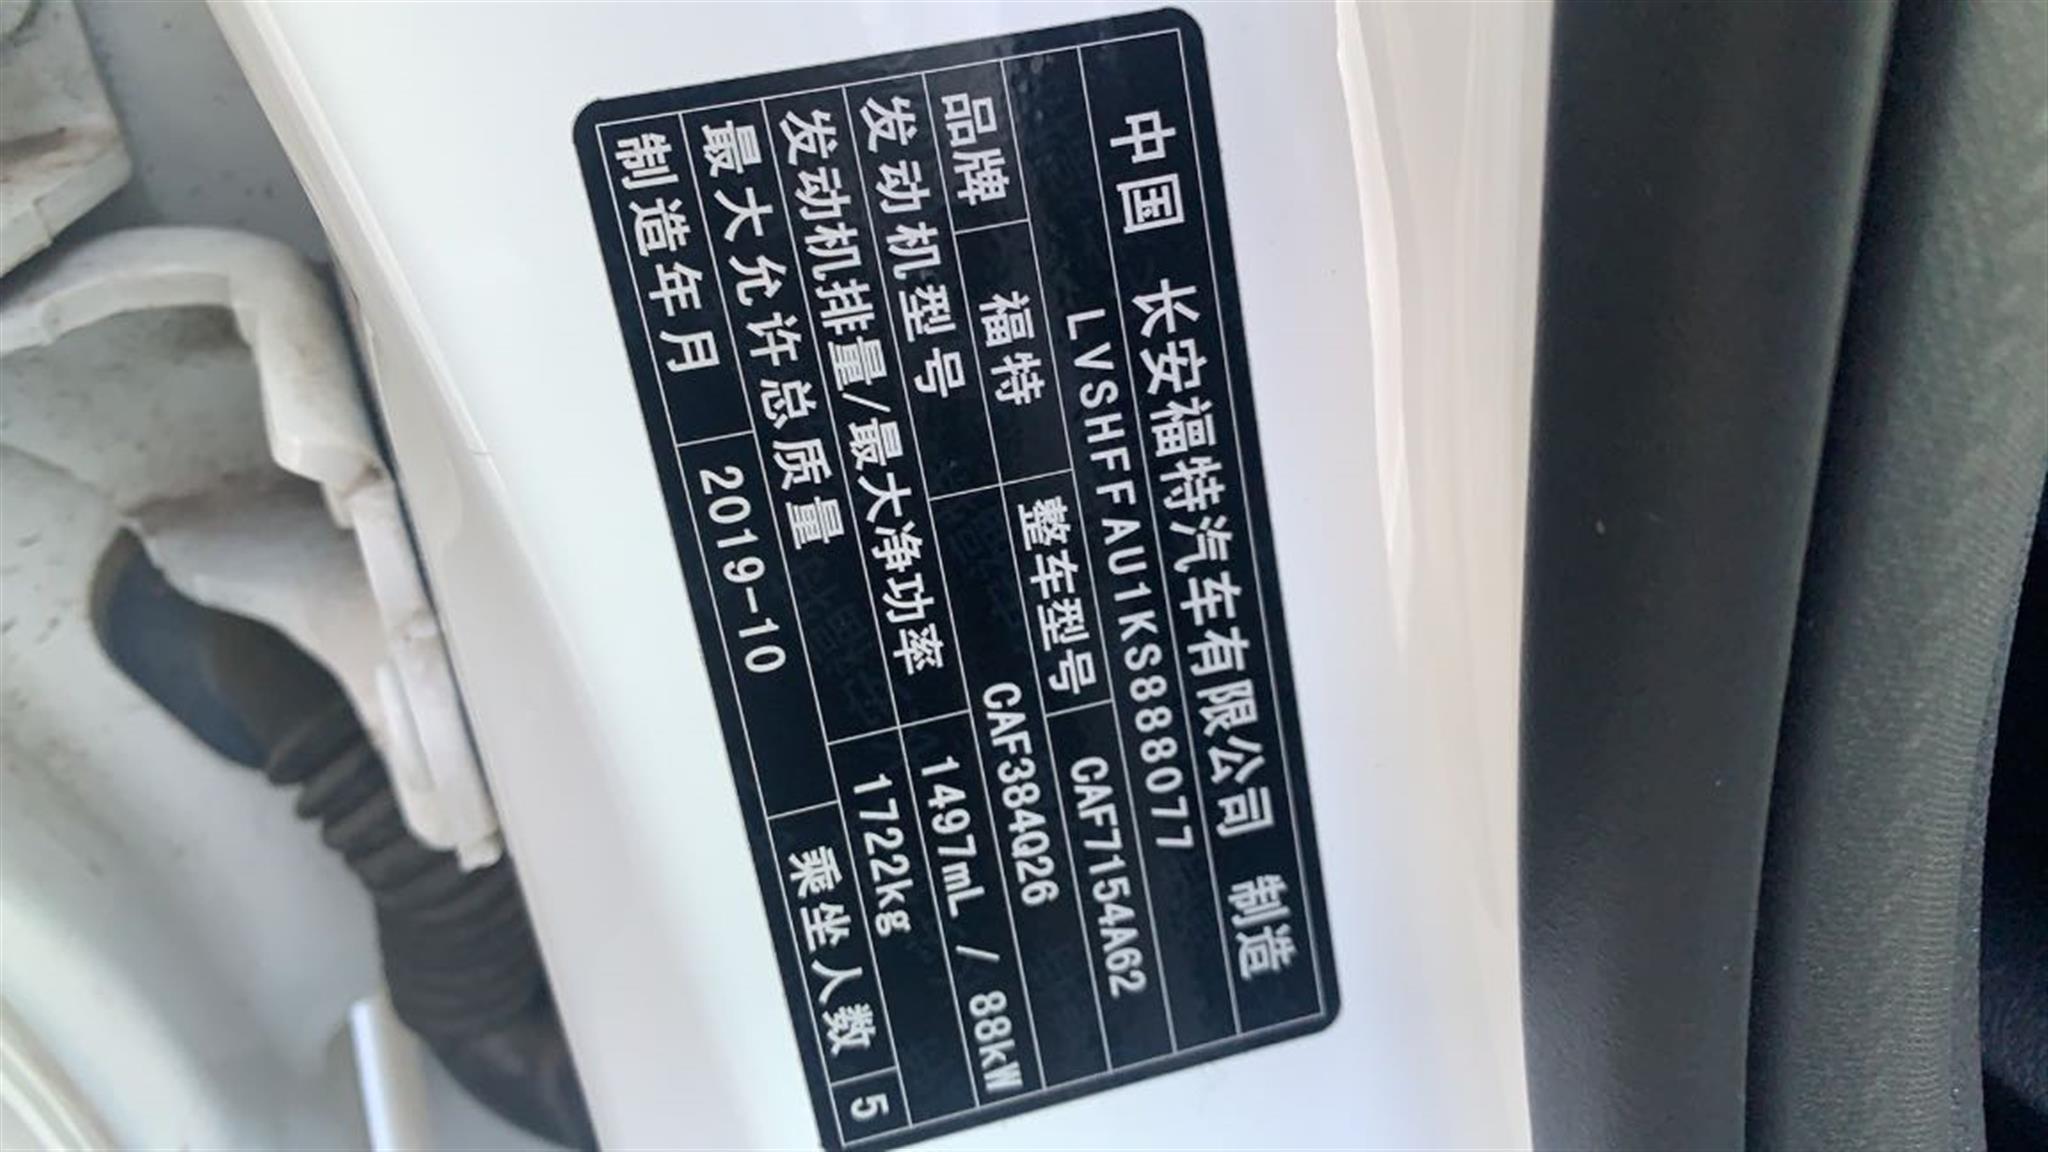 中国 长安福特汽车有限公司 制造
LVSHFFAU1KS888077
品牌 福特 整车型号 CAF7154A62
发动机型号 CAF384Q26
发动机排量/最大净功率 1497mL / 88kW
最大允许总质量 1722kg
制造年月 2019-10 乘坐人数 5